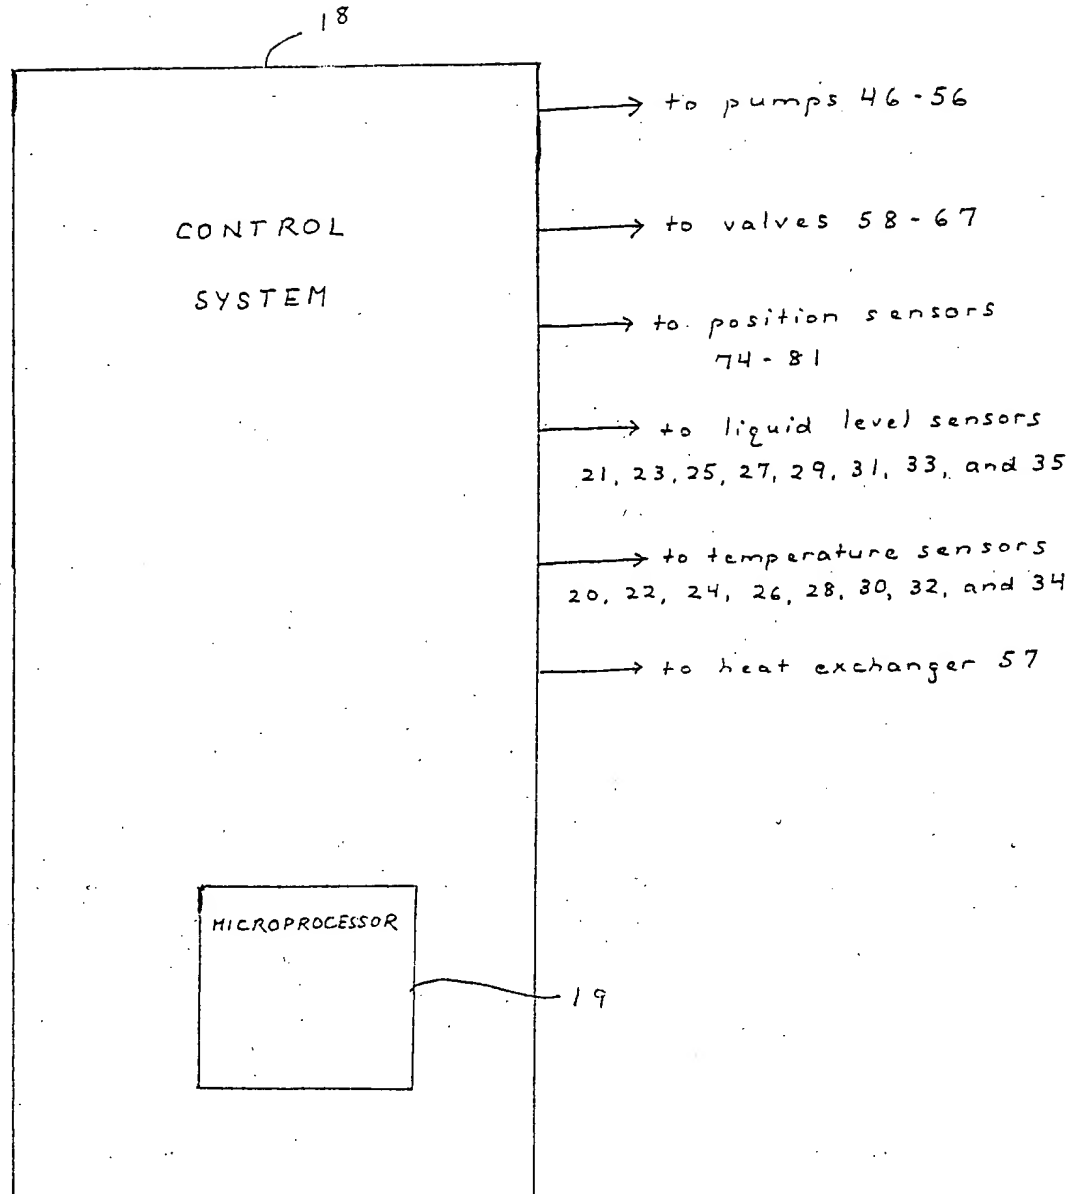 18
to pumps 46-56
CONTROL
to valves 58-67
SYSTEM
to position sensors
74-81
to liquid level sensors
21, 23, 25, 27, 29, 31, 33, and 35
to temperature sensors
20, 22, 24, 26, 28, 30, 32, and 34
to heat exchanger 57
MICROPROCESSOR
19